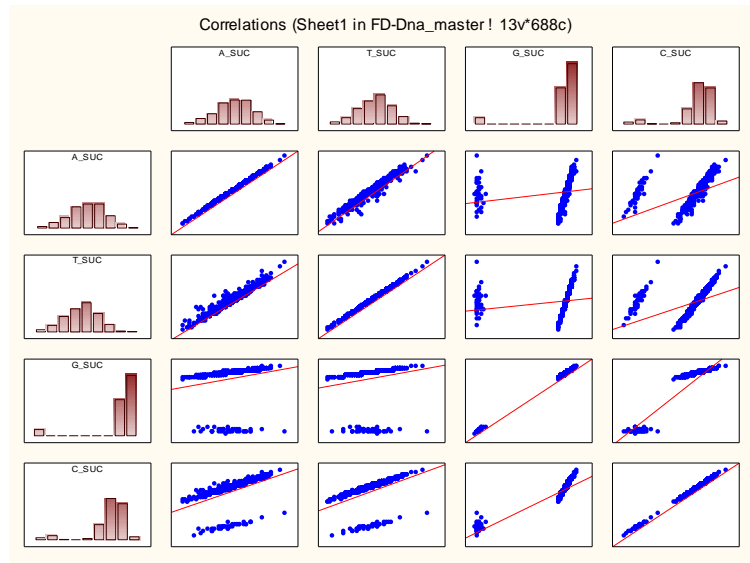 Correlations (Sheet1 in FD-Dna_master ! 13v*688c)
A_SUC
T_SUC
G_SUC
C_SUC
A_SUC
T_SUC
G_SUC
C_SUC